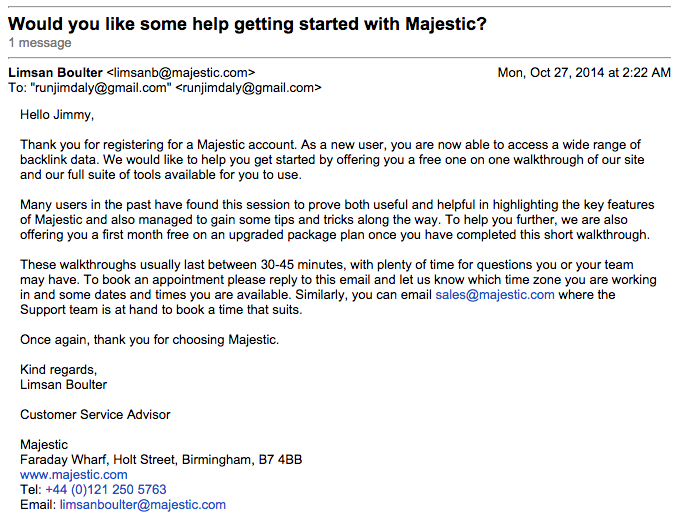 Would you like some help getting started with Majestic?
1 message
Limsan Boulter <limsanb@majestic.com> Mon, Oct 27, 2014 at 2:22 AM
To: "runjimdaly@gmail.com" <runjimdaly@gmail.com>
Hello Jimmy,
Thank you for registering for a Majestic account. As a new user, you are now able to access a wide range of
backlink data. We would like to help you get started by offering you a free one on one walkthrough of our site
and our full suite of tools available for you to use.
Many users in the past have found this session to prove both useful and helpful in highlighting the key features
of Majestic and also managed to gain some tips and tricks along the way. To help you further, we are also
offering you a first month free on an upgraded package plan once you have completed this short walkthrough.
These walkthroughs usually last between 30-45 minutes, with plenty of time for questions you or your team
may have. To book an appointment please reply to this email and let us know which time zone you are working
in and some dates and times you are available. Similarly, you can email sales@majestic.com where the
Support team is at hand to book a time that suits.
Once again, thank you for choosing Majestic.
Kind regards,
Limsan Boulter
Customer Service Advisor
Majestic
Faraday Wharf, Holt Street, Birmingham, B7 4BB
www.majestic.com
Tel: +44 (0)121 250 5763
Email: limsanboulter@majestic.com